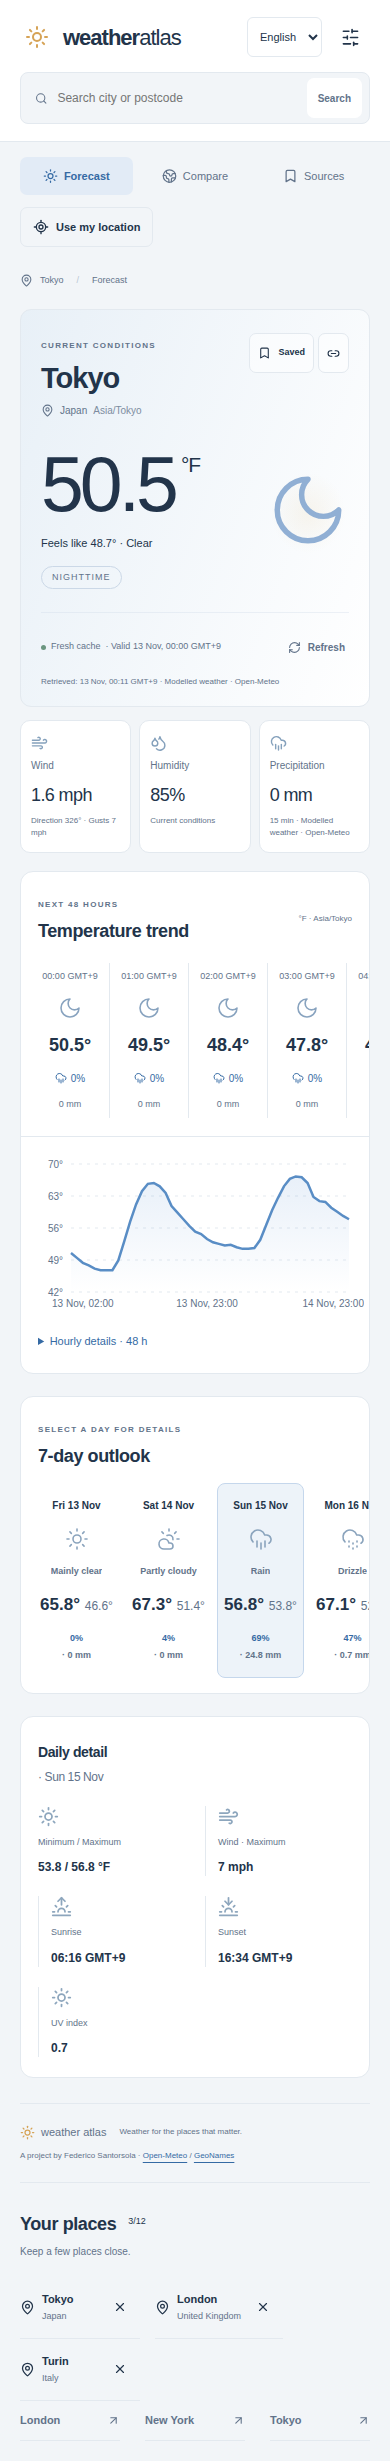 weatheratlas
English
Search city or postcode
Search
Forecast
Compare
Sources
Use my location
Tokyo / Forecast
CURRENT CONDITIONS
Saved
Tokyo
Japan Asia/Tokyo
50.5 °F
Feels like 48.7° · Clear
NIGHTTIME
Fresh cache · Valid 13 Nov, 00:00 GMT+9
Refresh
Retrieved: 13 Nov, 00:11 GMT+9 · Modelled weather · Open-Meteo
Wind
1.6 mph
Direction 326° · Gusts 7
mph
Humidity
85%
Current conditions
Precipitation
0 mm
15 min · Modelled
weather · Open-Meteo
NEXT 48 HOURS
Temperature trend
°F · Asia/Tokyo
00:00 GMT+9 01:00 GMT+9 02:00 GMT+9 03:00 GMT+9 04
50.5° 49.5° 48.4° 47.8° 4
0% 0% 0% 0%
0 mm 0 mm 0 mm 0 mm
70°
63°
56°
49°
42°
13 Nov, 02:00 13 Nov, 23:00 14 Nov, 23:00
Hourly details · 48 h
SELECT A DAY FOR DETAILS
7-day outlook
Fri 13 Nov Sat 14 Nov Sun 15 Nov Mon 16 N
Mainly clear Partly cloudy Rain Drizzle
65.8° 46.6° 67.3° 51.4° 56.8° 53.8° 67.1° 5
0% 4% 69% 47%
· 0 mm · 0 mm · 24.8 mm · 0.7 mm
Daily detail
· Sun 15 Nov
Minimum / Maximum
53.8 / 56.8 °F
Wind · Maximum
7 mph
Sunrise
06:16 GMT+9
Sunset
16:34 GMT+9
UV index
0.7
weather atlas Weather for the places that matter.
A project by Federico Santorsola · Open-Meteo / GeoNames
Your places 3/12
Keep a few places close.
Tokyo
Japan
London
United Kingdom
Turin
Italy
London
New York
Tokyo